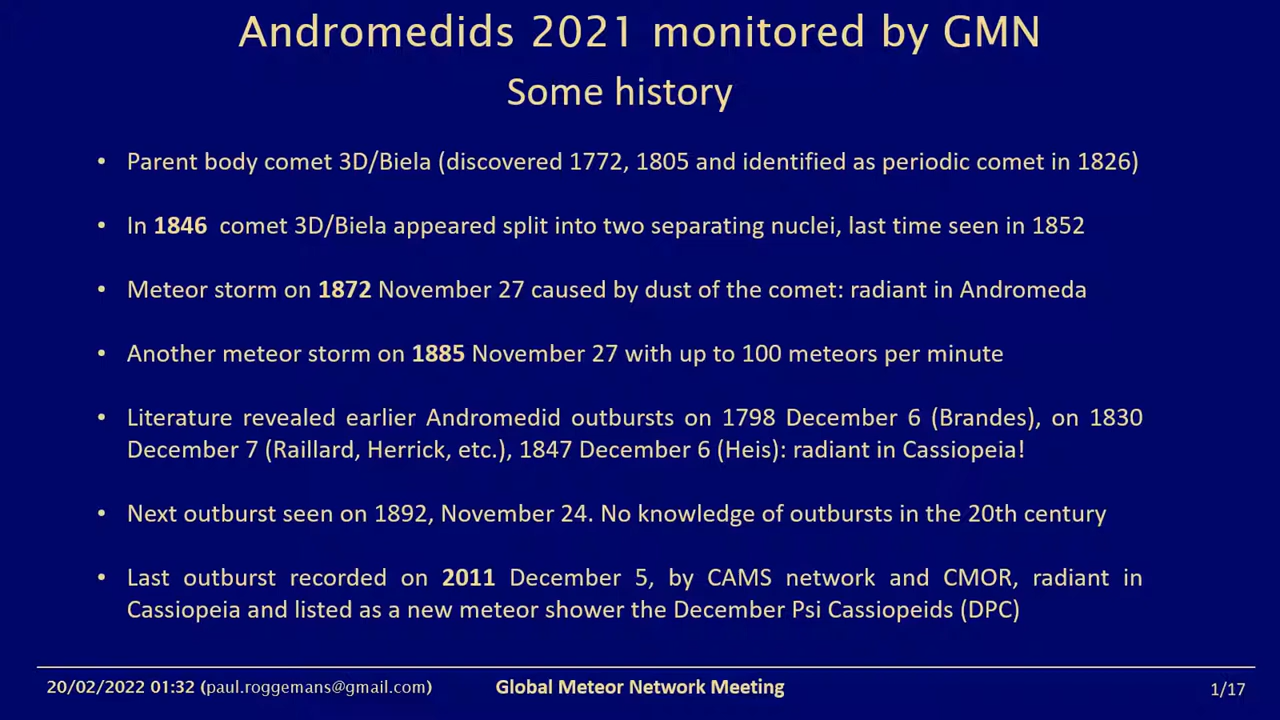 Andromedids 2021 monitored by GMN
Some history
• Parent body comet 3D/Biela (discovered 1772, 1805 and identified as periodic comet in 1826)
• In 1846 comet 3D/Biela appeared split into two separating nuclei, last time seen in 1852
• Meteor storm on 1872 November 27 caused by dust of the comet: radiant in Andromeda
• Another meteor storm on 1885 November 27 with up to 100 meteors per minute
• Literature revealed earlier Andromedid outbursts on 1798 December 6 (Brandes), on 1830
December 7 (Raillard, Herrick, etc.), 1847 December 6 (Heis): radiant in Cassiopeia!
• Next outburst seen on 1892, November 24. No knowledge of outbursts in the 20th century
• Last outburst recorded on 2011 December 5, by CAMS network and CMOR, radiant in
Cassiopeia and listed as a new meteor shower the December Psi Cassiopeids (DPC)
20/02/2022 01:32 (paul.roggemans@gmail.com) Global Meteor Network Meeting 1/17